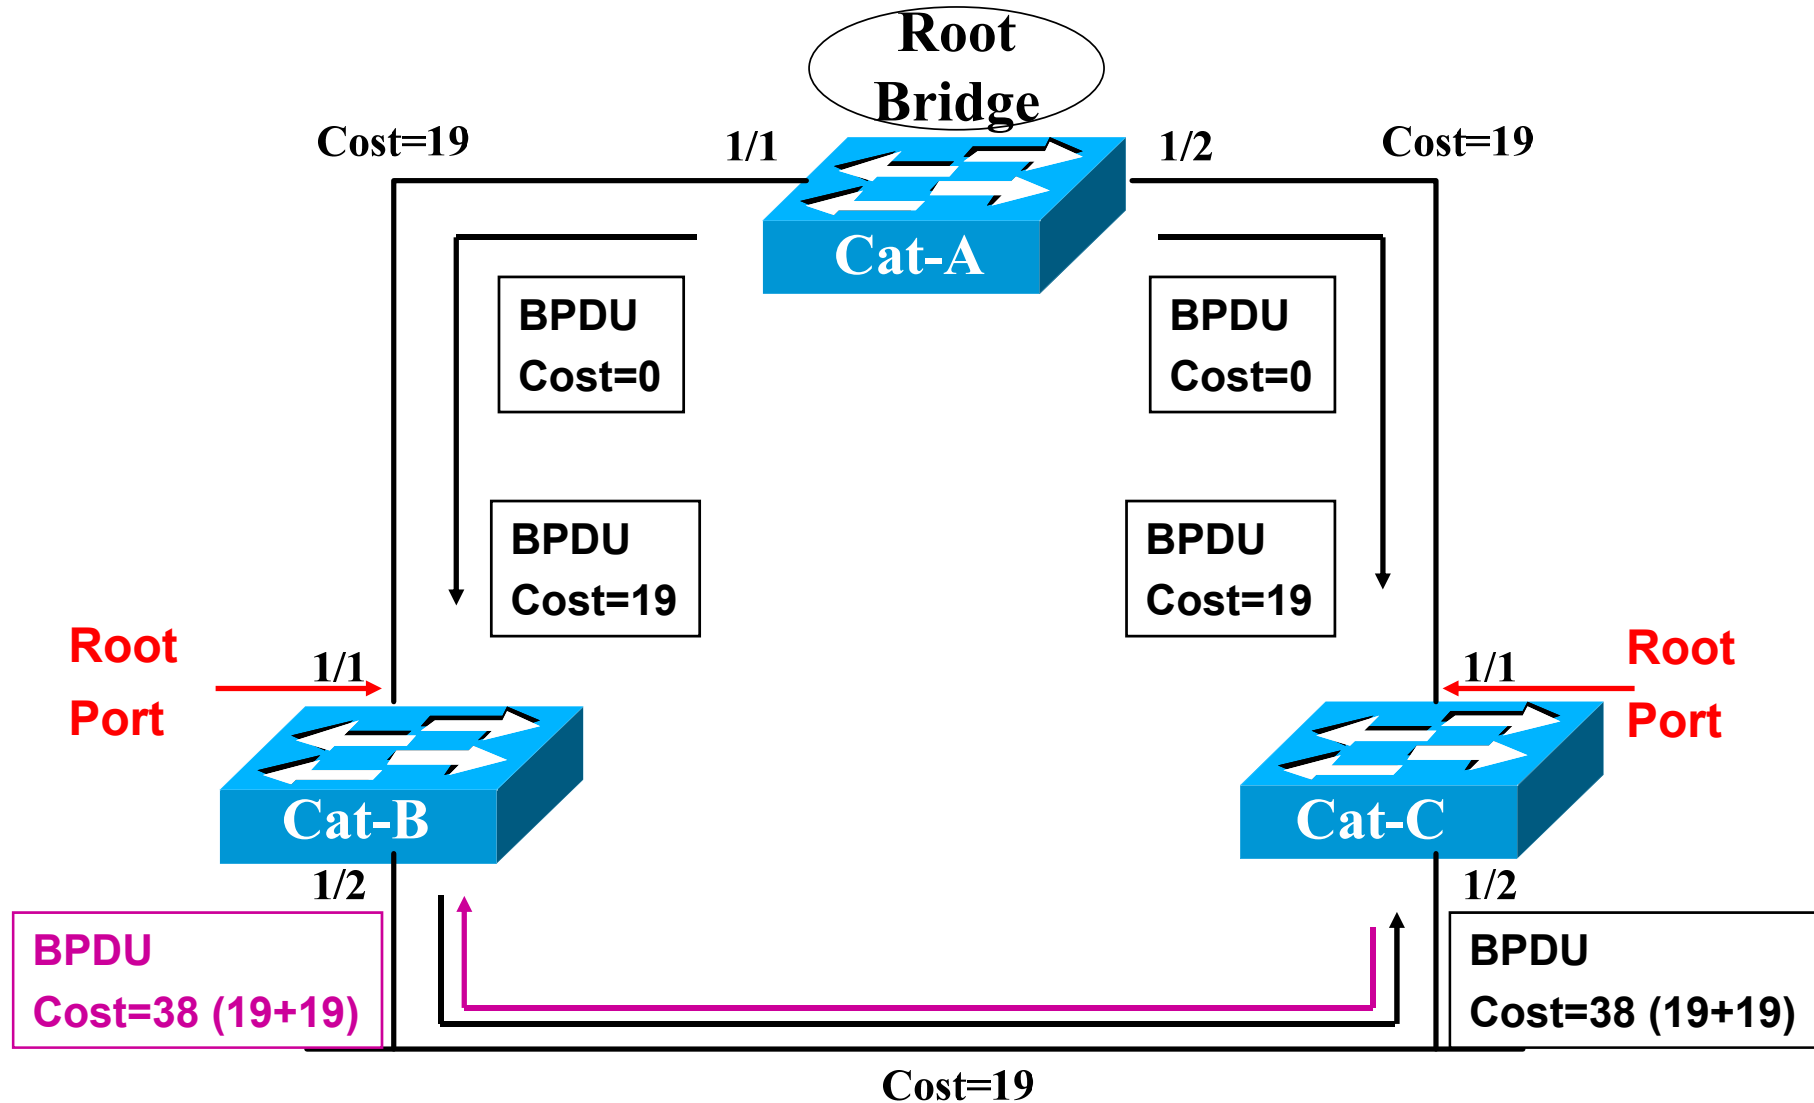 Root
Bridge
Cost=19
1/1
1/2
Cost=19
Cat-A
BPDU
Cost=0
BPDU
Cost=0
BPDU
Cost=19
BPDU
Cost=19
Root
Port
1/1
1/1
Root
Port
Cat-B
Cat-C
1/2
1/2
BPDU
Cost=38 (19+19)
BPDU
Cost=38 (19+19)
Cost=19